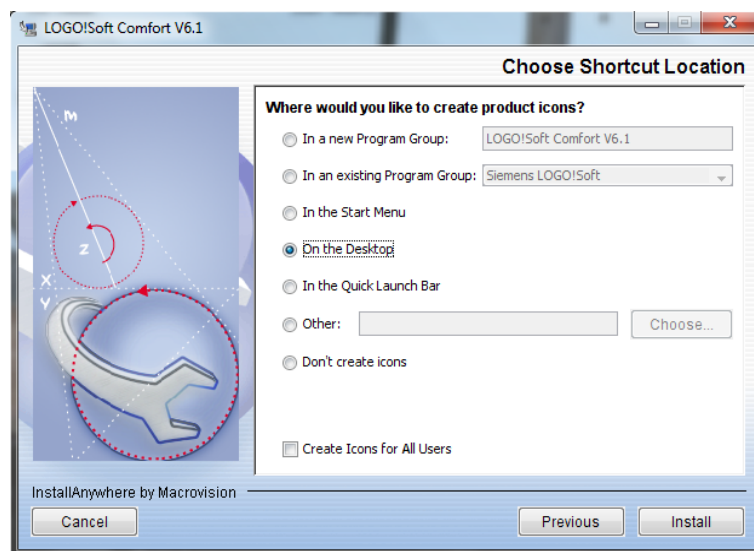 LOGO!Soft Comfort V6.1
Choose Shortcut Location
M
Z
X
Y
Where would you like to create product icons?
In a new Program Group: LOGO!Soft Comfort V6.1
In an existing Program Group: Siemens LOGO!Soft
In the Start Menu
On the Desktop
In the Quick Launch Bar
Other: Choose...
Don't create icons
Create Icons for All Users
InstallAnywhere by Macrovision
Cancel Previous Install